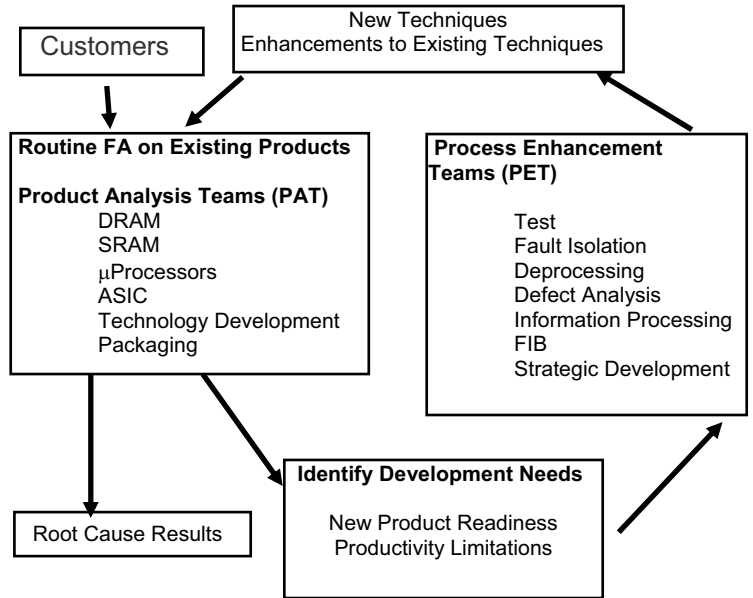 New Techniques
Enhancements to Existing Techniques
Customers
Routine FA on Existing Products
Product Analysis Teams (PAT)
DRAM
SRAM
μProcessors
ASIC
Technology Development
Packaging
Process Enhancement
Teams (PET)
Test
Fault Isolation
Deprocessing
Defect Analysis
Information Processing
FIB
Strategic Development
Identify Development Needs
New Product Readiness
Productivity Limitations
Root Cause Results